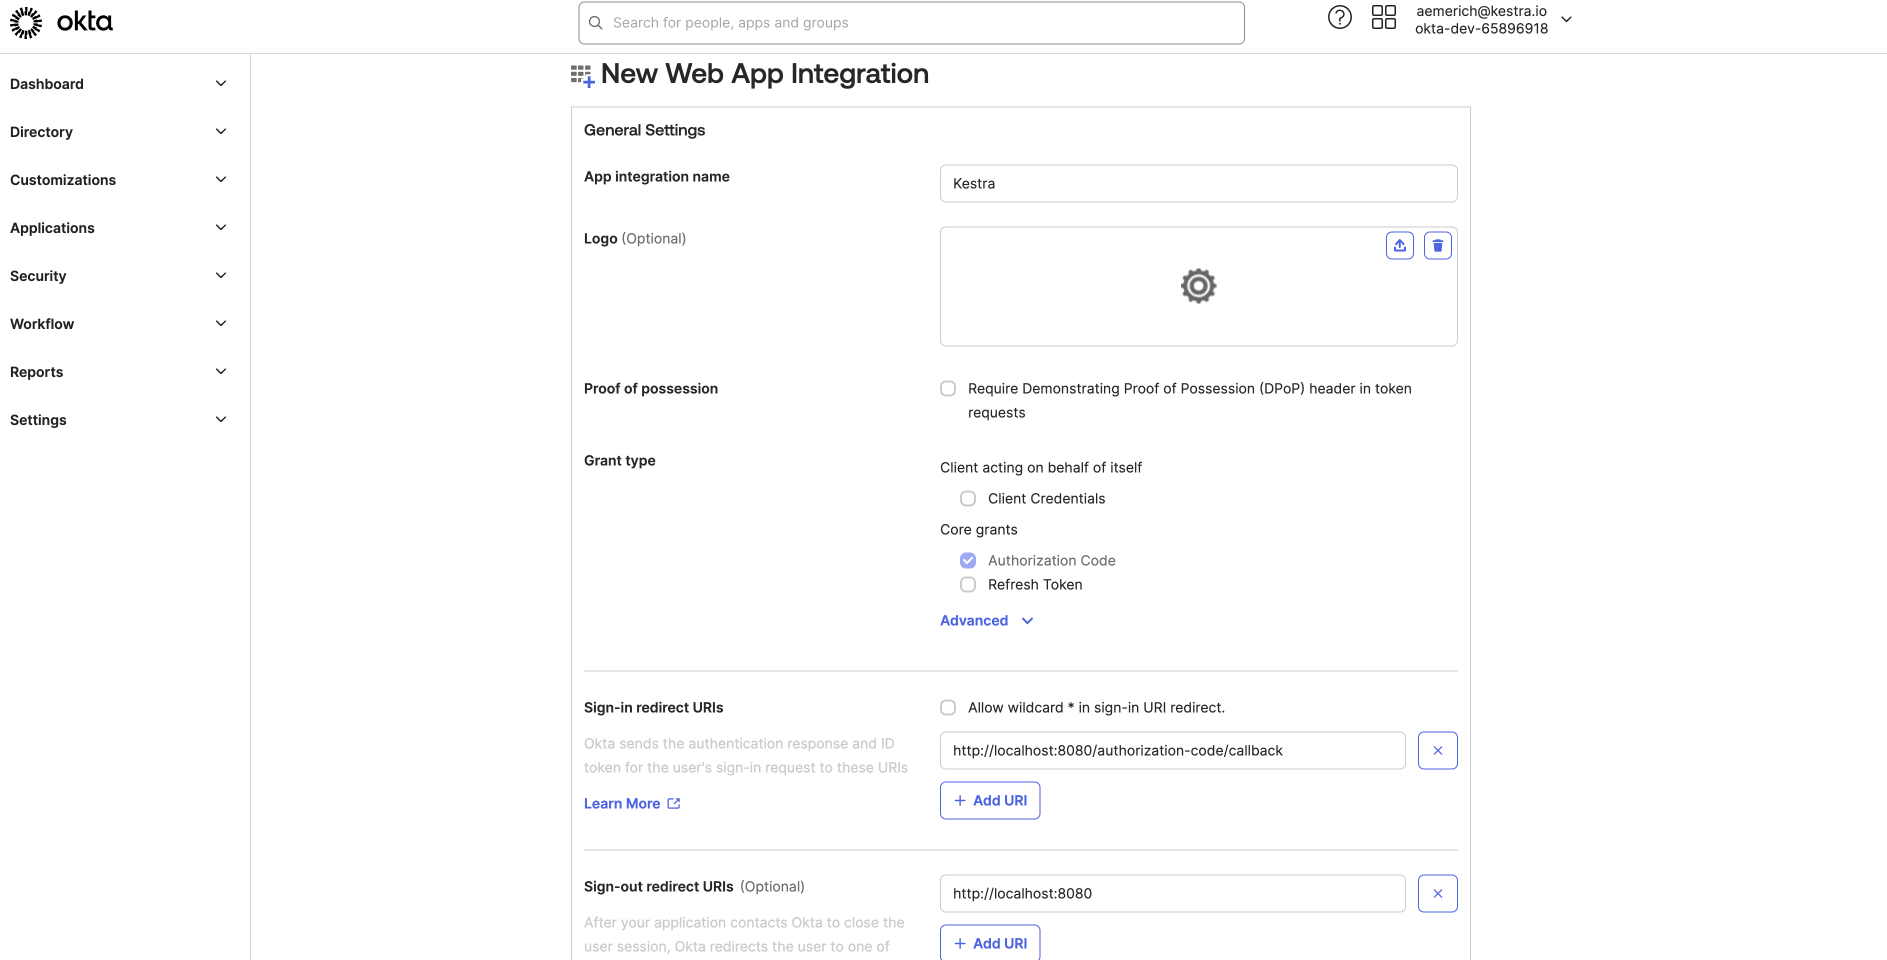 okta
Search for people, apps and groups
aemerich@kestra.io
okta-dev-65896918
Dashboard
Directory
Customizations
Applications
Security
Workflow
Reports
Settings
New Web App Integration
General Settings
App integration name
Kestra
Logo (Optional)
Proof of possession
Require Demonstrating Proof of Possession (DPoP) header in token
requests
Grant type
Client acting on behalf of itself
Client Credentials
Core grants
Authorization Code
Refresh Token
Advanced
Sign-in redirect URIs
Okta sends the authentication response and ID
token for the user's sign-in request to these URIs
Learn More
Allow wildcard * in sign-in URI redirect.
http://localhost:8080/authorization-code/callback
+ Add URI
Sign-out redirect URIs (Optional)
After your application contacts Okta to close the
user session, Okta redirects the user to one of
http://localhost:8080
+ Add URI